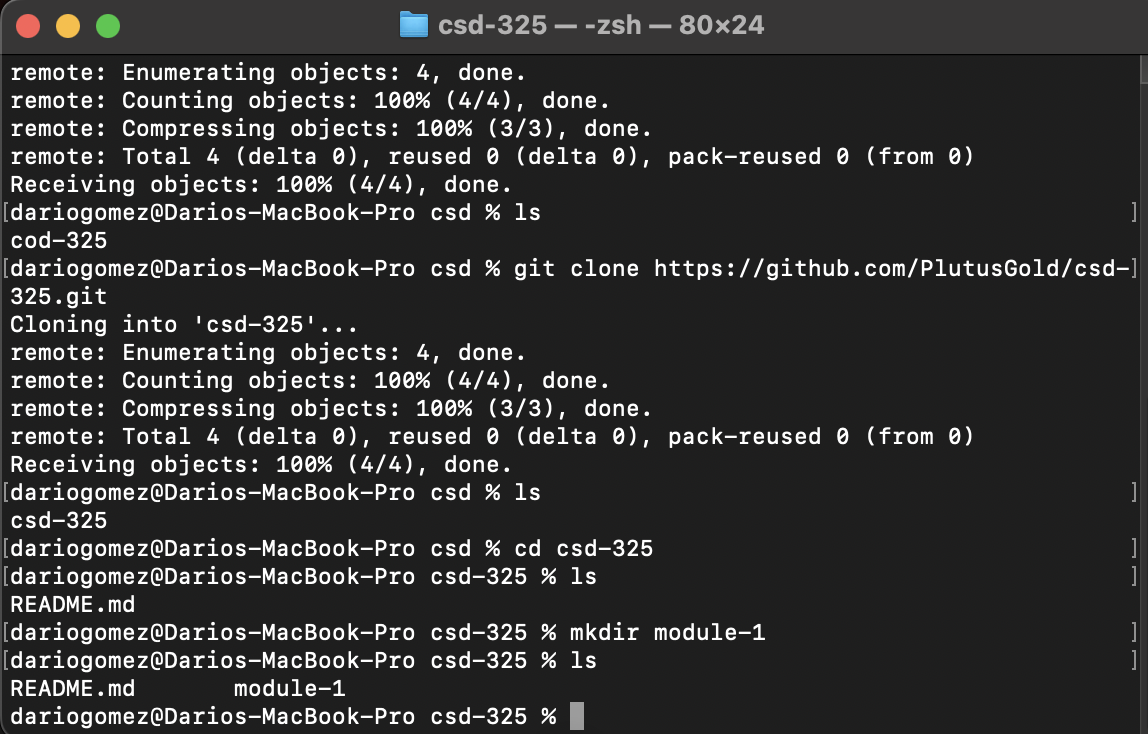 csd-325 — -zsh — 80×24
remote: Enumerating objects: 4, done.
remote: Counting objects: 100% (4/4), done.
remote: Compressing objects: 100% (3/3), done.
remote: Total 4 (delta 0), reused 0 (delta 0), pack-reused 0 (from 0)
Receiving objects: 100% (4/4), done.
[dariogomez@Darios-MacBook-Pro csd % ls ]
cod-325
[dariogomez@Darios-MacBook-Pro csd % git clone https://github.com/PlutusGold/csd-]
325.git
Cloning into 'csd-325'...
remote: Enumerating objects: 4, done.
remote: Counting objects: 100% (4/4), done.
remote: Compressing objects: 100% (3/3), done.
remote: Total 4 (delta 0), reused 0 (delta 0), pack-reused 0 (from 0)
Receiving objects: 100% (4/4), done.
[dariogomez@Darios-MacBook-Pro csd % ls ]
csd-325
[dariogomez@Darios-MacBook-Pro csd % cd csd-325 ]
[dariogomez@Darios-MacBook-Pro csd-325 % ls ]
README.md
[dariogomez@Darios-MacBook-Pro csd-325 % mkdir module-1 ]
[dariogomez@Darios-MacBook-Pro csd-325 % ls ]
README.md module-1
dariogomez@Darios-MacBook-Pro csd-325 %